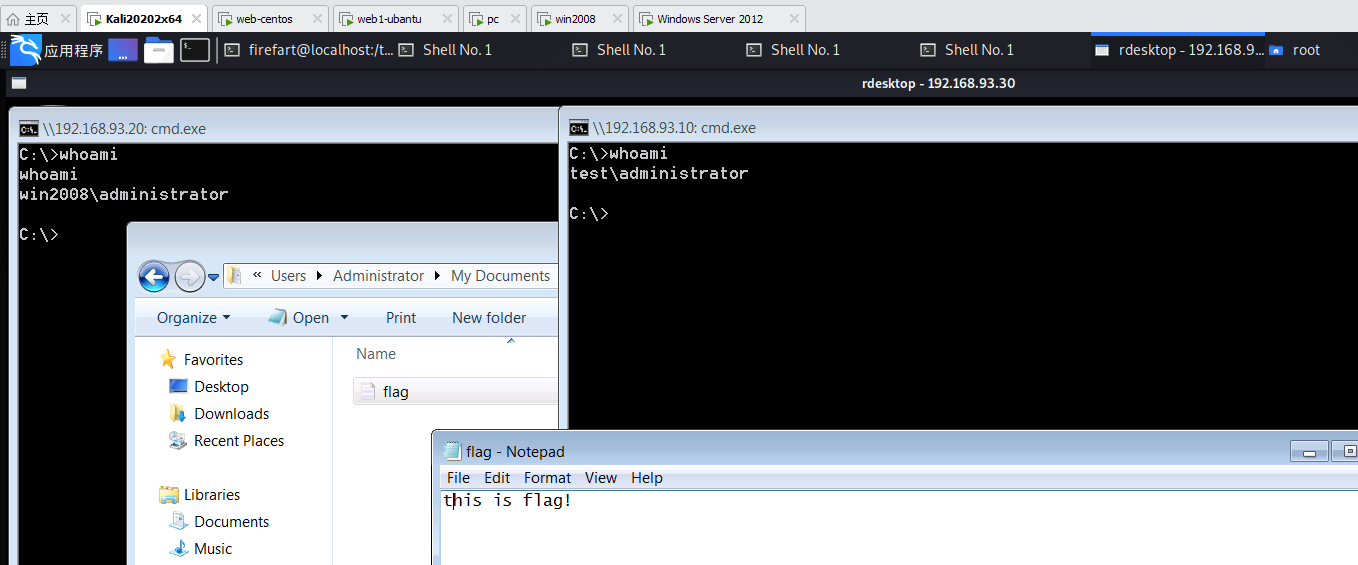 主页 Kali20202x64 web-centos web1-ubantu pc win2008 Windows Server 2012
应用程序 firefart@localhost:/t... Shell No. 1 Shell No. 1 Shell No. 1 Shell No. 1 rdesktop - 192.168.9... root
rdesktop - 192.168.93.30
\\192.168.93.20: cmd.exe
C:\>whoami
whoami
win2008\administrator
C:\>
\\192.168.93.10: cmd.exe
C:\>whoami
test\administrator
C:\>
« Users Administrator My Documents
Organize Open Print New folder
Favorites
Desktop
Downloads
Recent Places
Libraries
Documents
Music
Name
flag
flag - Notepad
File Edit Format View Help
this is flag!